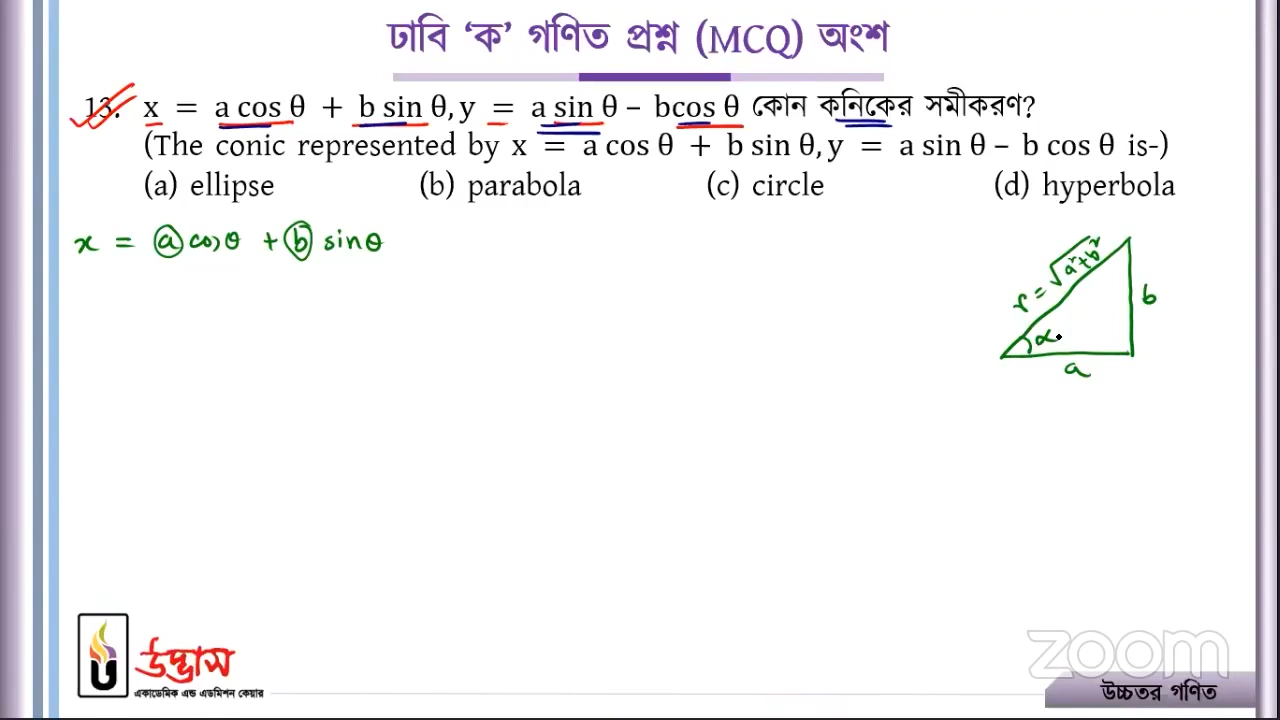 ঢাবি ‘ক’ গণিত প্রশ্ন (MCQ) অংশ
13. x = a cos θ + b sin θ, y = a sin θ – bcos θ কোন কনিকের সমীকরণ?
(The conic represented by x = a cos θ + b sin θ, y = a sin θ – b cos θ is-)
(a) ellipse (b) parabola (c) circle (d) hyperbola
x = a cosθ + b sinθ
r = √a²+b²
b
α
a
উদ্ভাস
একাডেমিক এন্ড এডমিশন কেয়ার
zoom
উচ্চতর গণিত